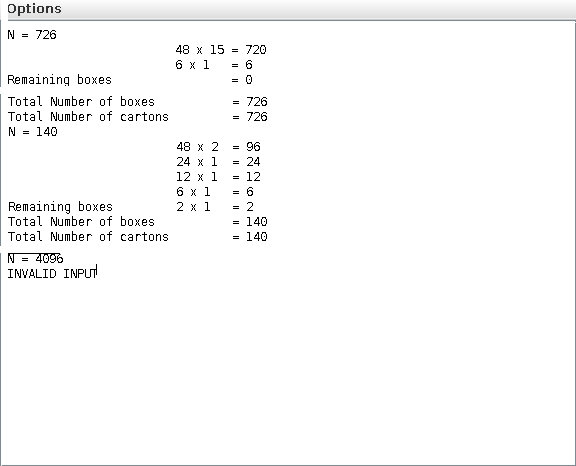 Options
N = 726
48 x 15 = 720
6 x 1 = 6
Remaining boxes = 0
Total Number of boxes = 726
Total Number of cartons = 726
N = 140
48 x 2 = 96
24 x 1 = 24
12 x 1 = 12
6 x 1 = 6
Remaining boxes 2 x 1 = 2
Total Number of boxes = 140
Total Number of cartons = 140
N = 4096
INVALID INPUT